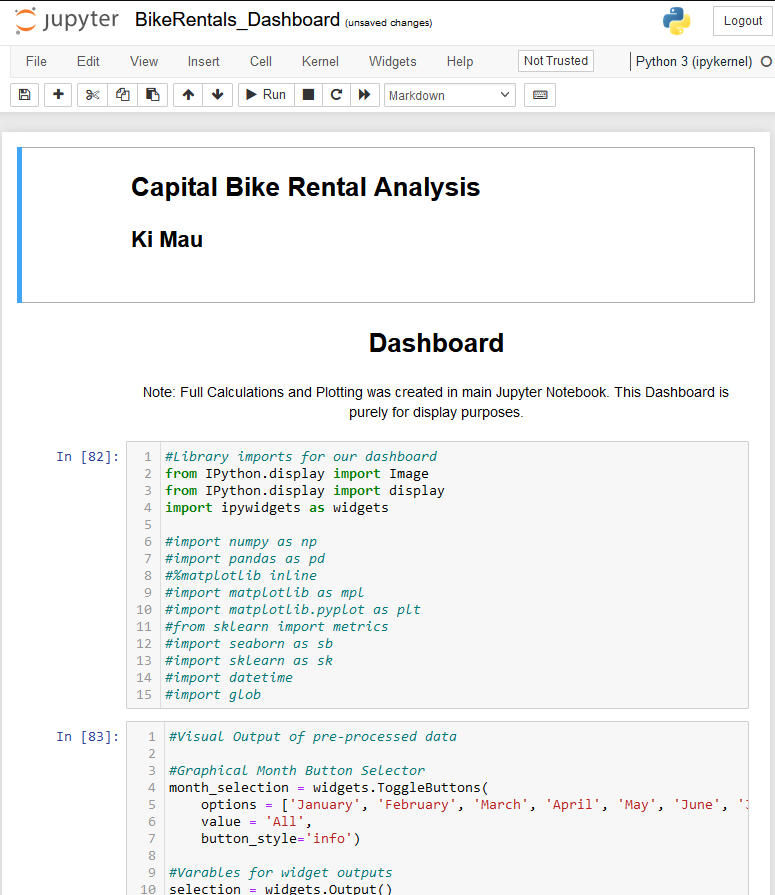 jupyter BikeRentals_Dashboard (unsaved changes) Logout
File Edit View Insert Cell Kernel Widgets Help Not Trusted Python 3 (ipykernel)
Run Markdown
Capital Bike Rental Analysis
Ki Mau
Dashboard
Note: Full Calculations and Plotting was created in main Jupyter Notebook. This Dashboard is
purely for display purposes.
In [82]:
1 #Library imports for our dashboard
2 from IPython.display import Image
3 from IPython.display import display
4 import ipywidgets as widgets
5
6 #import numpy as np
7 #import pandas as pd
8 #%matplotlib inline
9 #import matplotlib as mpl
10 #import matplotlib.pyplot as plt
11 #from sklearn import metrics
12 #import seaborn as sb
13 #import sklearn as sk
14 #import datetime
15 #import glob
In [83]:
1 #Visual Output of pre-processed data
2
3 #Graphical Month Button Selector
4 month_selection = widgets.ToggleButtons(
5 options = ['January', 'February', 'March', 'April', 'May', 'June', '
6 value = 'All',
7 button_style='info')
8
9 #Varables for widget outputs
10 selection = widgets.Output()